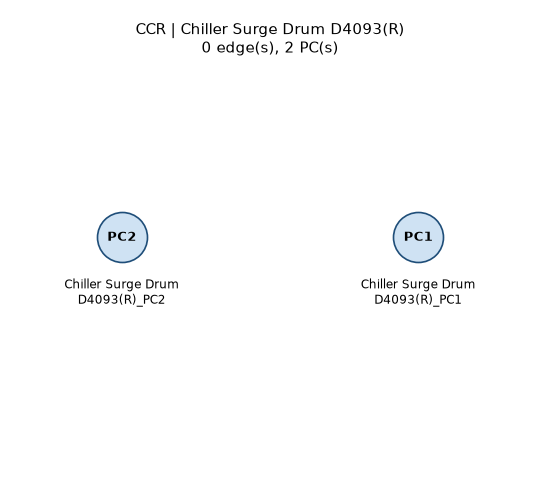 CCR | Chiller Surge Drum D4093(R)
0 edge(s), 2 PC(s)
PC2
PC1
Chiller Surge Drum
D4093(R)_PC2
Chiller Surge Drum
D4093(R)_PC1